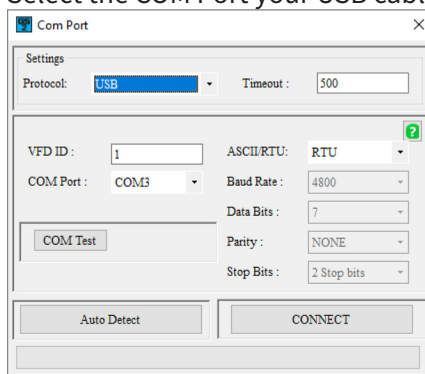 Select the COM Port your USB cabl
Com Port
Settings
Protocol: USB Timeout : 500
VFD ID : 1 ASCII/RTU: RTU
COM Port : COM3 Baud Rate : 4800
Data Bits : 7
COM Test Parity : NONE
Stop Bits : 2 Stop bits
Auto Detect CONNECT